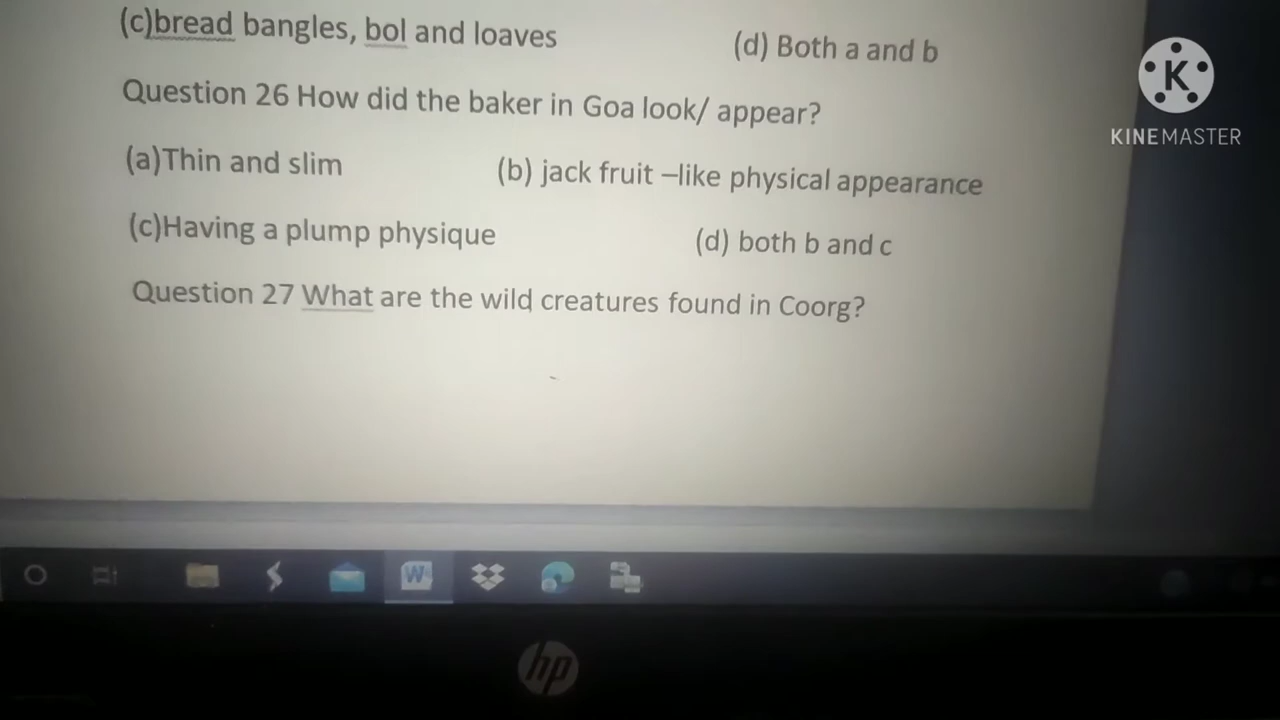 (c)bread bangles, bol and loaves (d) Both a and b
Question 26 How did the baker in Goa look/ appear?
(a)Thin and slim (b) jack fruit –like physical appearance
(c)Having a plump physique (d) both b and c
Question 27 What are the wild creatures found in Coorg?
K
KINEMASTER
W
hp